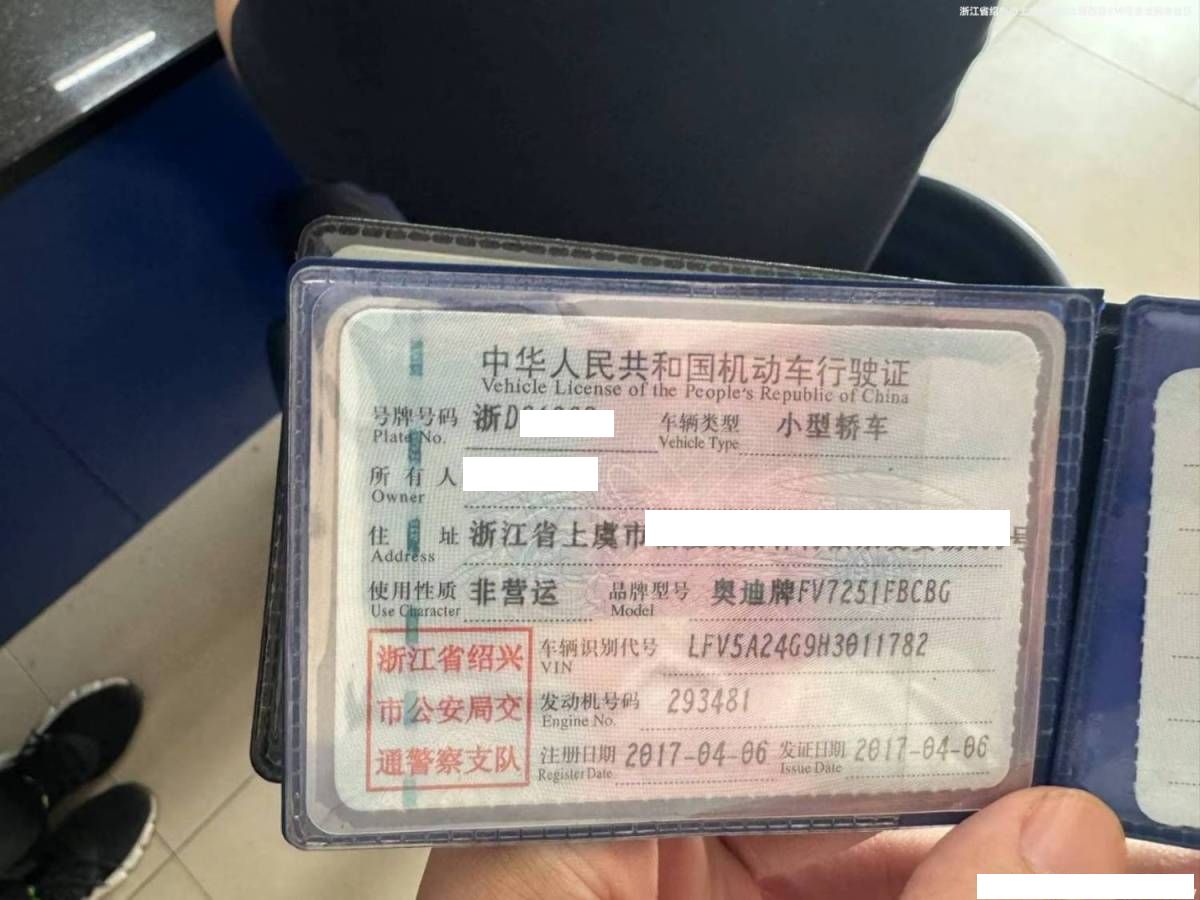 浙江省绍
中华人民共和国机动车行驶证
Vehicle License of the People's Republic of China
号牌号码 浙D 车辆类型 小型轿车
Plate No. Vehicle Type
所有人
Owner
住址 浙江省上虞市 号
Address
使用性质 非营运 品牌型号 奥迪牌FV7251FBCBG
Use Character Model
浙江省绍兴 车辆识别代号 LFV5A24G9H3011782
VIN
市公安局交 发动机号码 293481
Engine No.
通警察支队 注册日期 2017-04-06 发证日期 2017-04-06
Register Date Issue Date